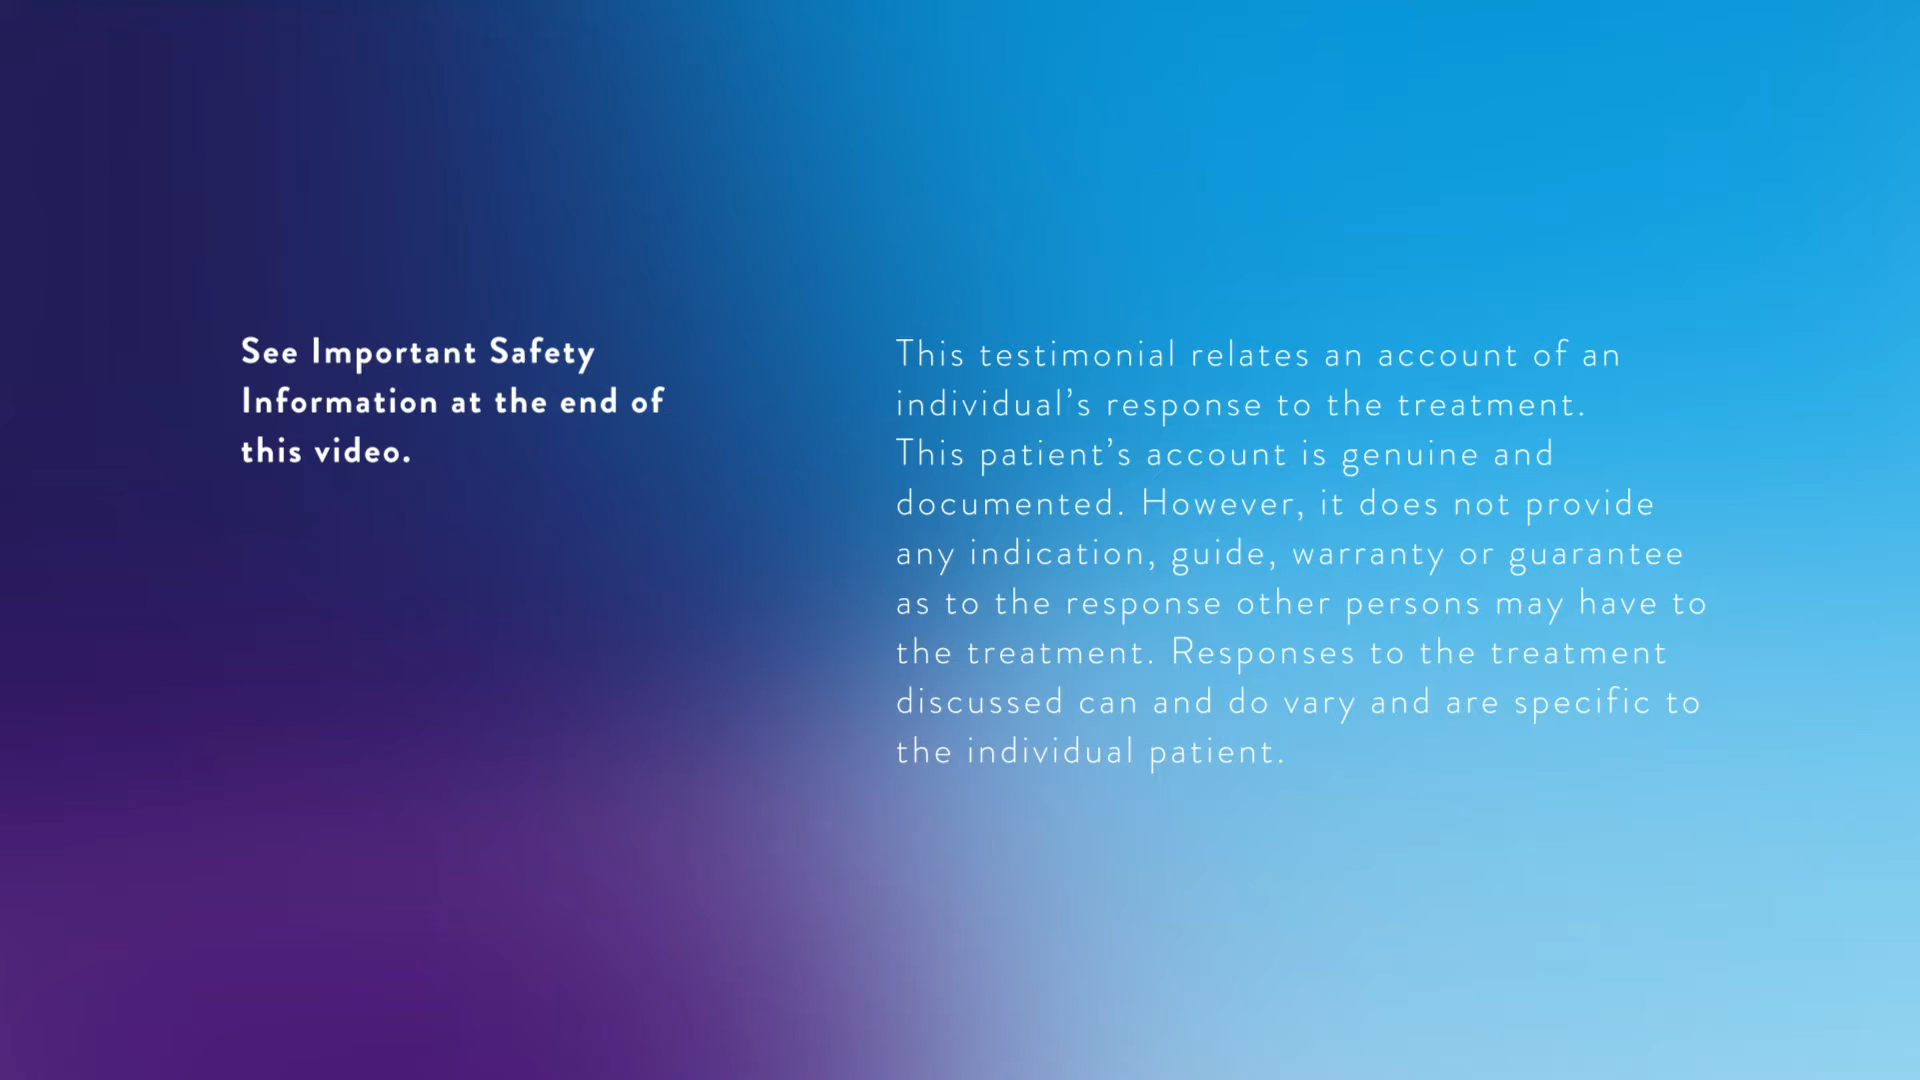 See Important Safety
Information at the end of
this video.
This testimonial relates an account of an
individual’s response to the treatment.
This patient’s account is genuine and
documented. However, it does not provide
any indication, guide, warranty or guarantee
as to the response other persons may have to
the treatment. Responses to the treatment
discussed can and do vary and are specific to
the individual patient.